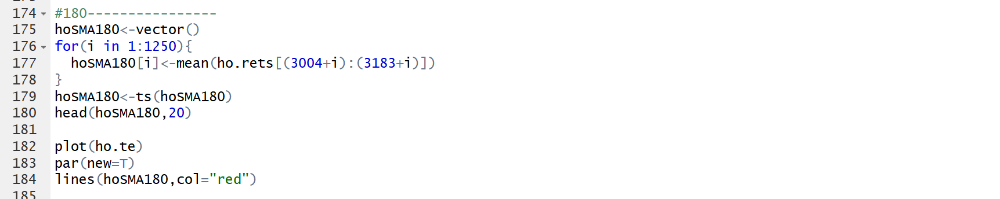 174 #180----------------
175 hoSMA180<-vector()
176 for(i in 1:1250){
177   hoSMA180[i]<-mean(ho.rets[(3004+i):(3183+i)])
178 }
179 hoSMA180<-ts(hoSMA180)
180 head(hoSMA180,20)
181
182 plot(ho.te)
183 par(new=T)
184 lines(hoSMA180,col="red")
185